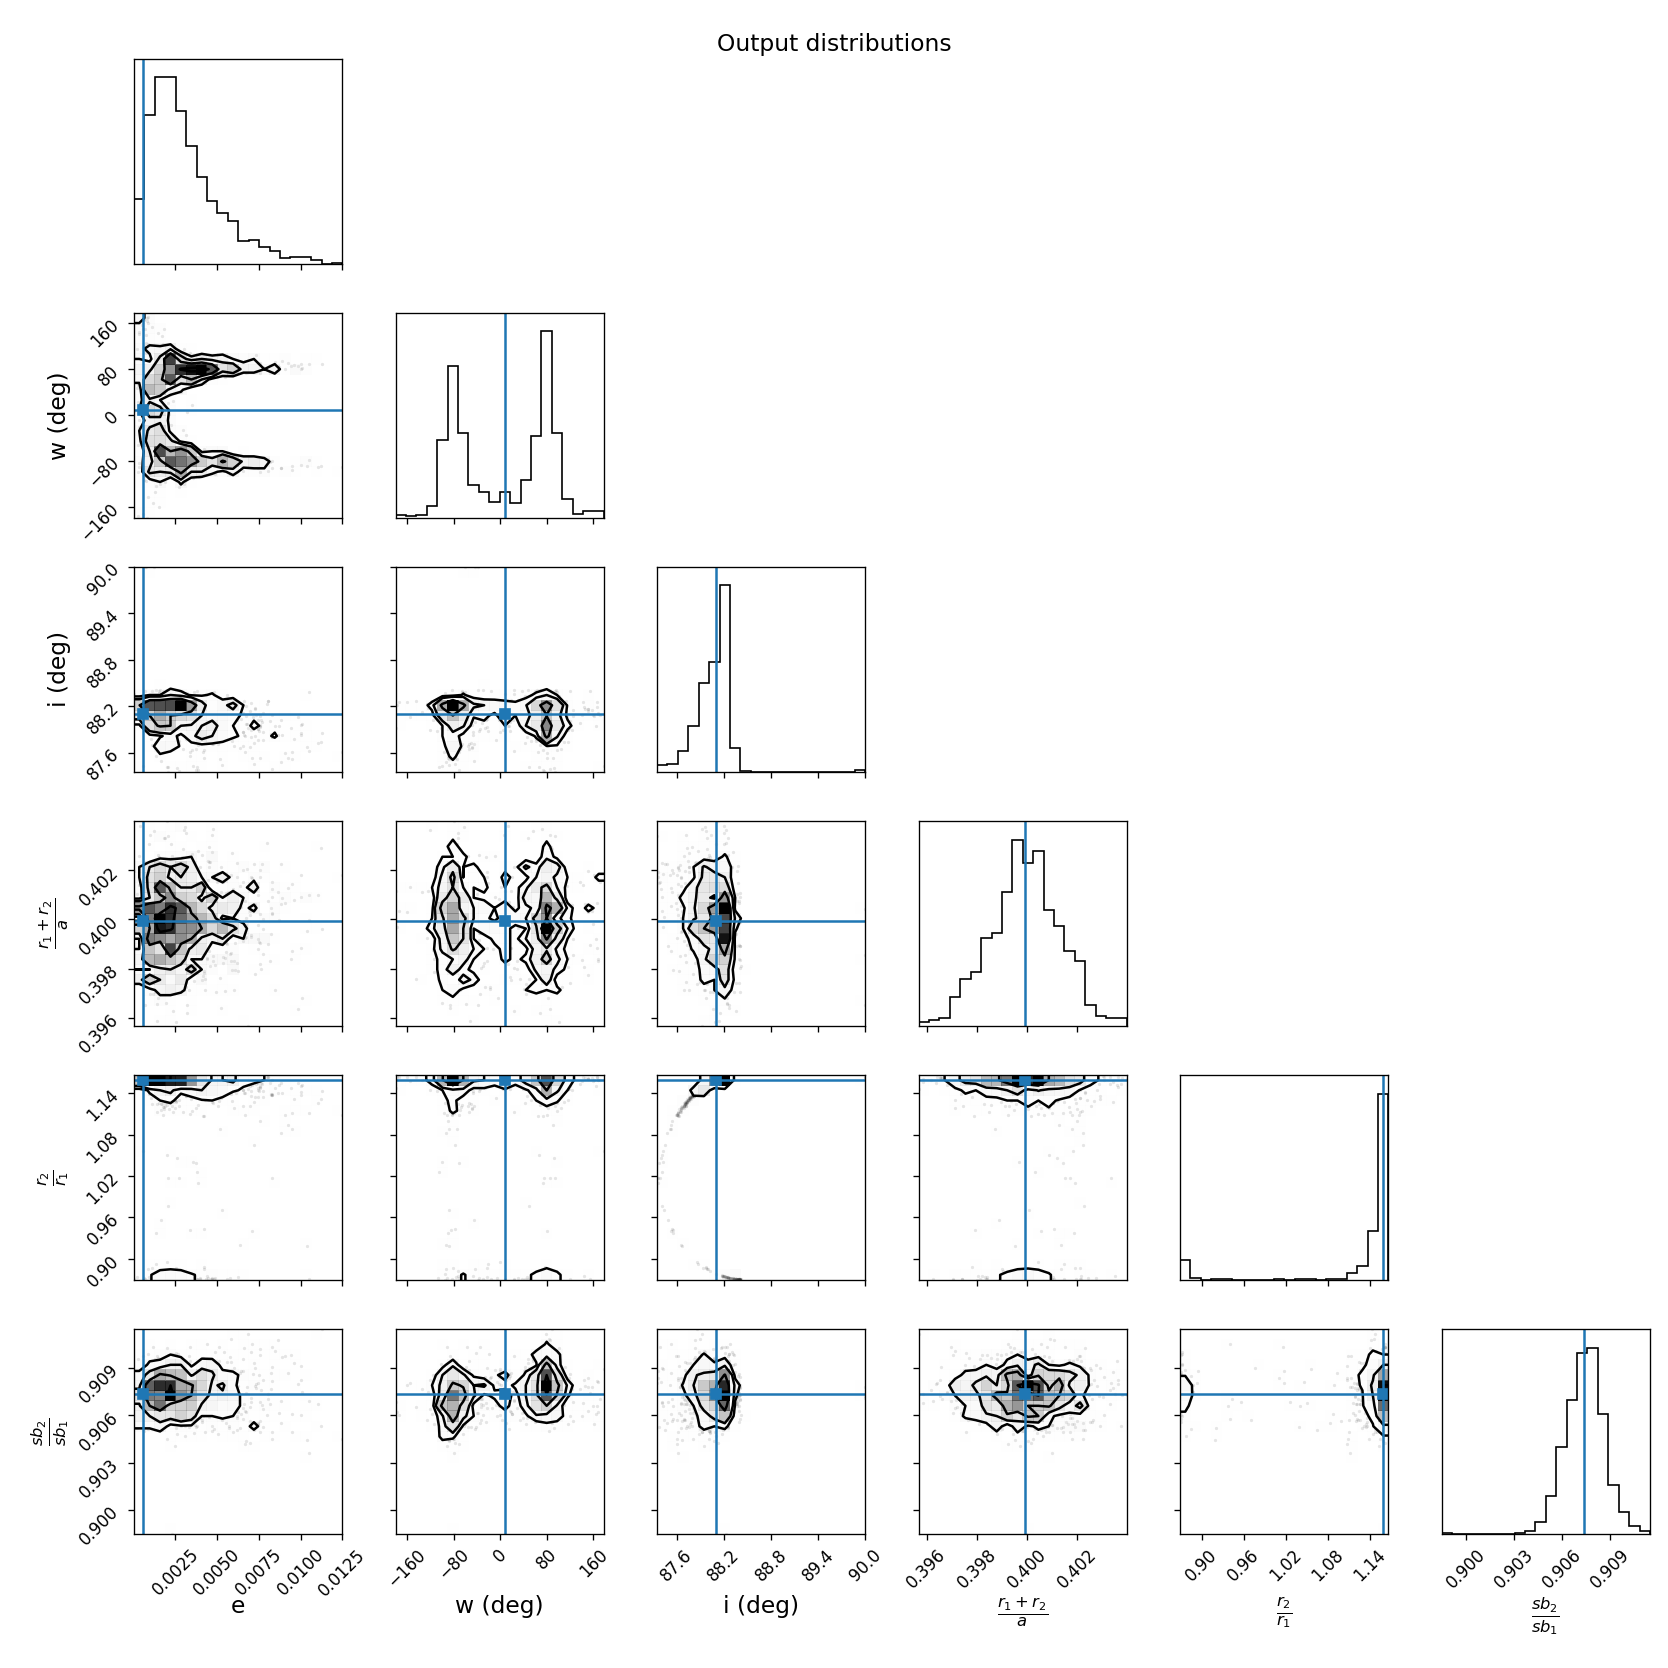 Output distributions
w (deg)
160
80
0
−80
−160
i (deg)
90.0
89.4
88.8
88.2
87.6
r₁ + r₂
a
0.402
0.400
0.398
0.396
r₂
r₁
1.14
1.08
1.02
0.96
0.90
sb₂
sb₁
0.909
0.906
0.903
0.900
0.0025 0.0050 0.0075 0.0100 0.0125
−160 −80 0 80 160
87.6 88.2 88.8 89.4 90.0
0.396 0.398 0.400 0.402
0.90 0.96 1.02 1.08 1.14
0.900 0.903 0.906 0.909
e
w (deg)
i (deg)
r₁ + r₂
a
r₂
r₁
sb₂
sb₁